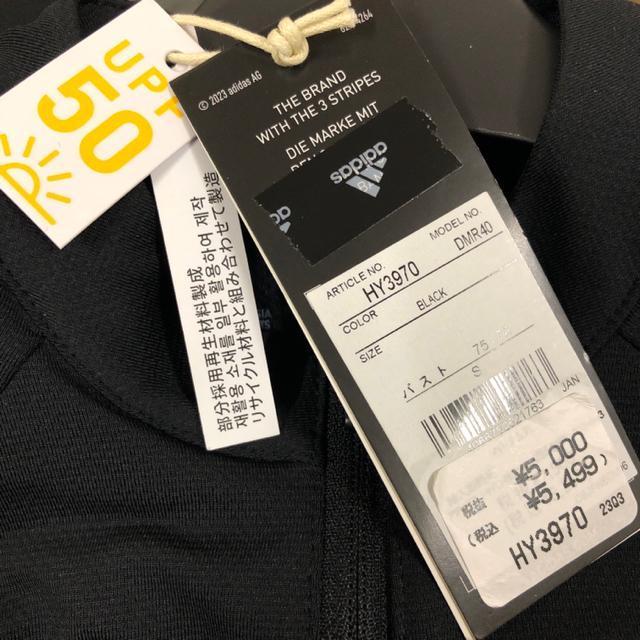 UPF
50
部分採用再生材料製成
재활용 소재를 일부 활용하여 제작
リサイクル材料と組み合わせて製造
© 2023 adidas AG
THE BRAND
WITH THE 3 STRIPES
DIE MARKE MIT
adidas
ARTICLE NO.
MODEL NO.
HY3970
DMR40
COLOR
BLACK
SIZE
バスト
S
JAN
税抜 ¥5,000
(税込 ¥5,499)
HY3970
2303